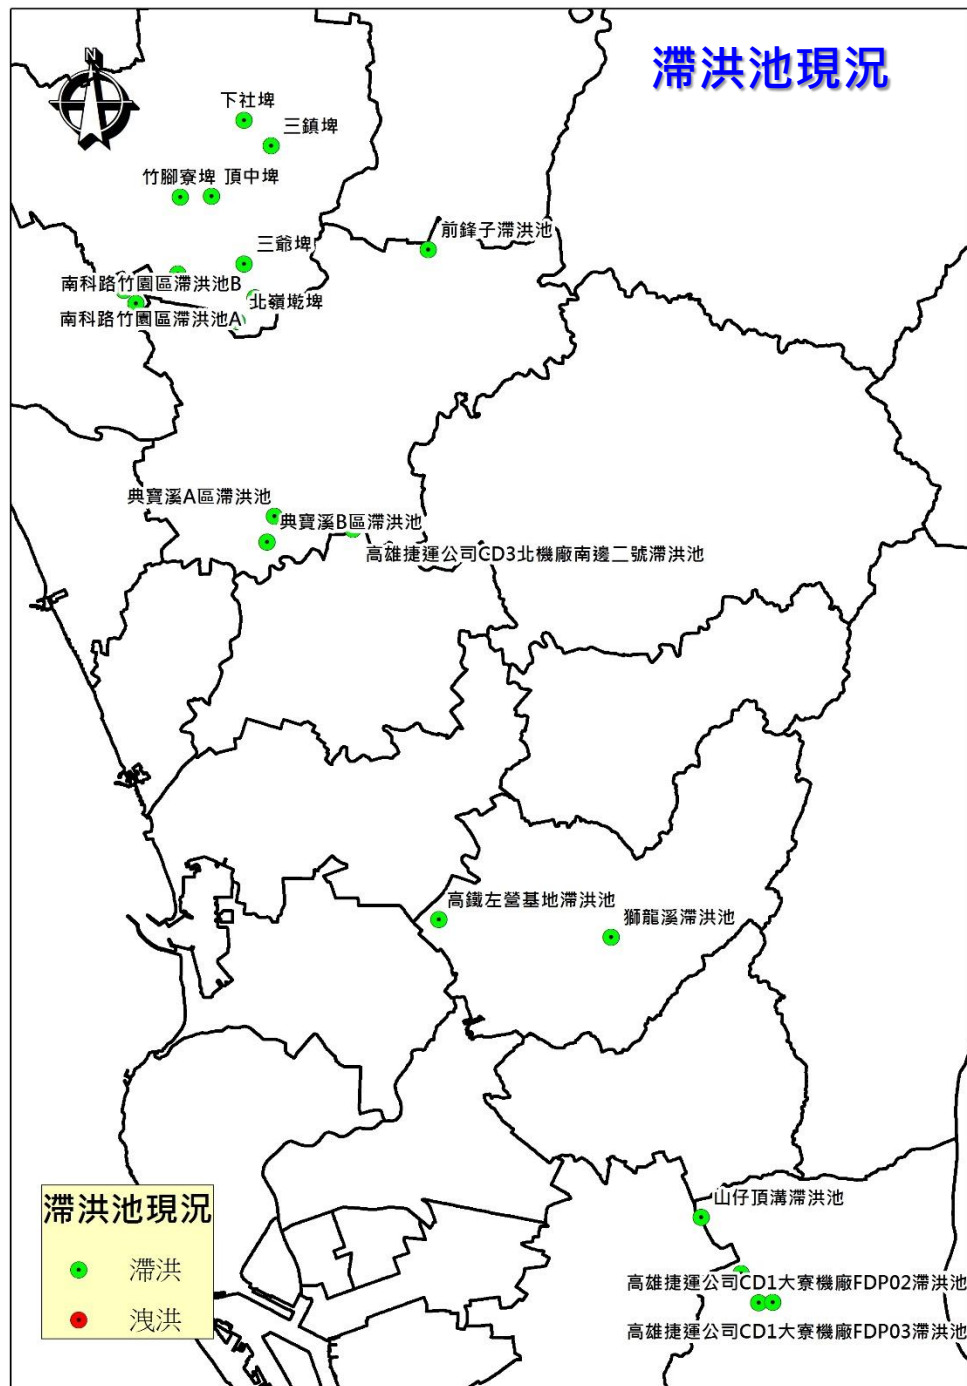 滯洪池現況
N
下社埤
三鎮埤
竹腳寮埤
頂中埤
前鋒子滯洪池
三爺埤
南科路竹園區滯洪池B
北嶺墘埤
南科路竹園區滯洪池A
典寶溪A區滯洪池
典寶溪B區滯洪池
高雄捷運公司CD3北機廠南邊二號滯洪池
高鐵左營基地滯洪池
獅龍溪滯洪池
山仔頂溝滯洪池
高雄捷運公司CD1大寮機廠FDP02滯洪池
高雄捷運公司CD1大寮機廠FDP03滯洪池
滯洪池現況
滯洪
洩洪